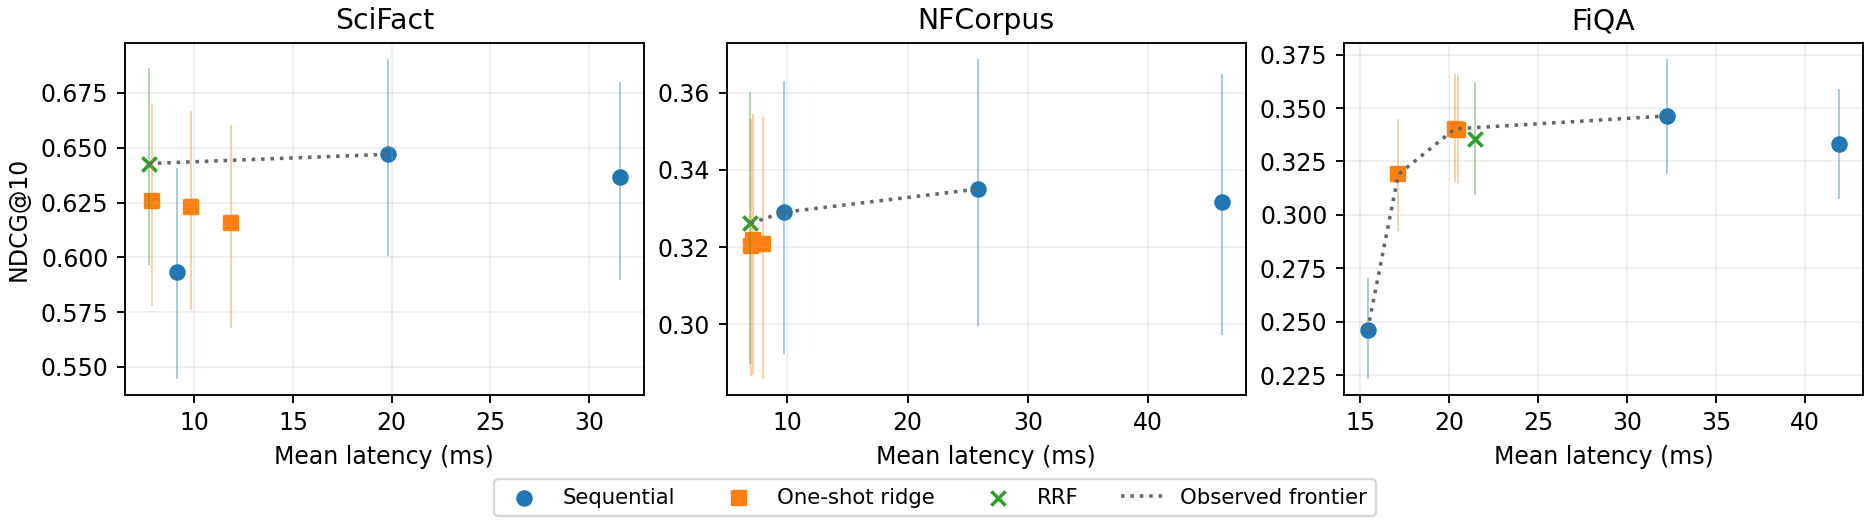 SciFact
NFCorpus
FiQA
NDCG@10
0.675
0.650
0.625
0.600
0.575
0.550
10 15 20 25 30
Mean latency (ms)
0.36
0.34
0.32
0.30
10 20 30 40
Mean latency (ms)
0.375
0.350
0.325
0.300
0.275
0.250
0.225
15 20 25 30 35 40
Mean latency (ms)
Sequential One-shot ridge RRF Observed frontier